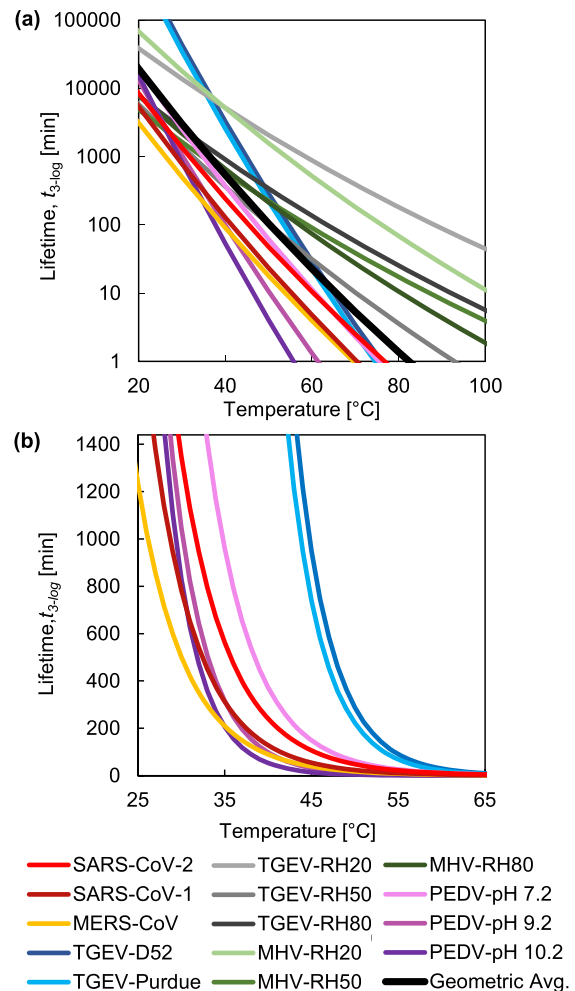 (a)
Lifetime, t3-log [min]
100000
10000
1000
100
10
1
20 40 60 80 100
Temperature [°C]
(b)
Lifetime,t3-log [min]
1400
1200
1000
800
600
400
200
0
25 35 45 55 65
Temperature [°C]
SARS-CoV-2 TGEV-RH20 MHV-RH80
SARS-CoV-1 TGEV-RH50 PEDV-pH 7.2
MERS-CoV TGEV-RH80 PEDV-pH 9.2
TGEV-D52 MHV-RH20 PEDV-pH 10.2
TGEV-Purdue MHV-RH50 Geometric Avg.